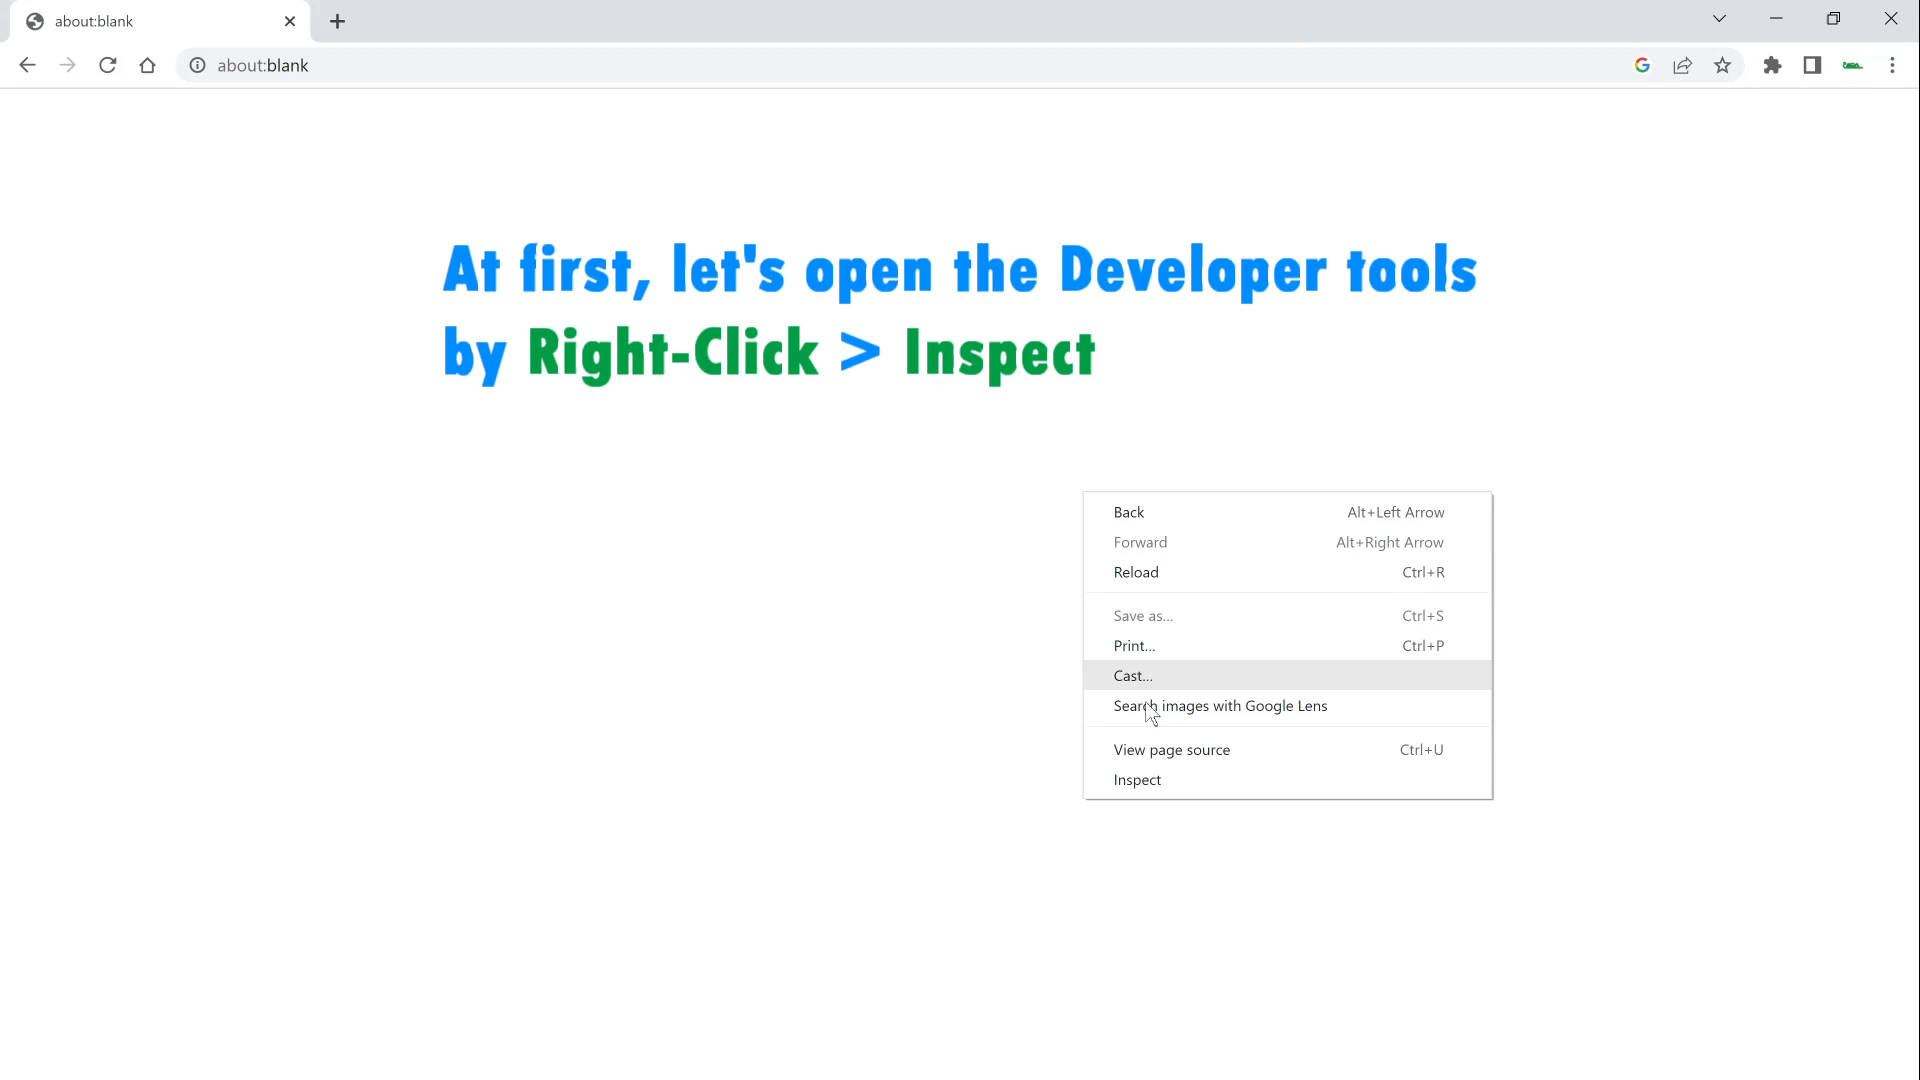 about:blank
about:blank
At first, let's open the Developer tools
by Right-Click > Inspect
Back Alt+Left Arrow
Forward Alt+Right Arrow
Reload Ctrl+R
Save as... Ctrl+S
Print... Ctrl+P
Cast...
Search images with Google Lens
View page source Ctrl+U
Inspect